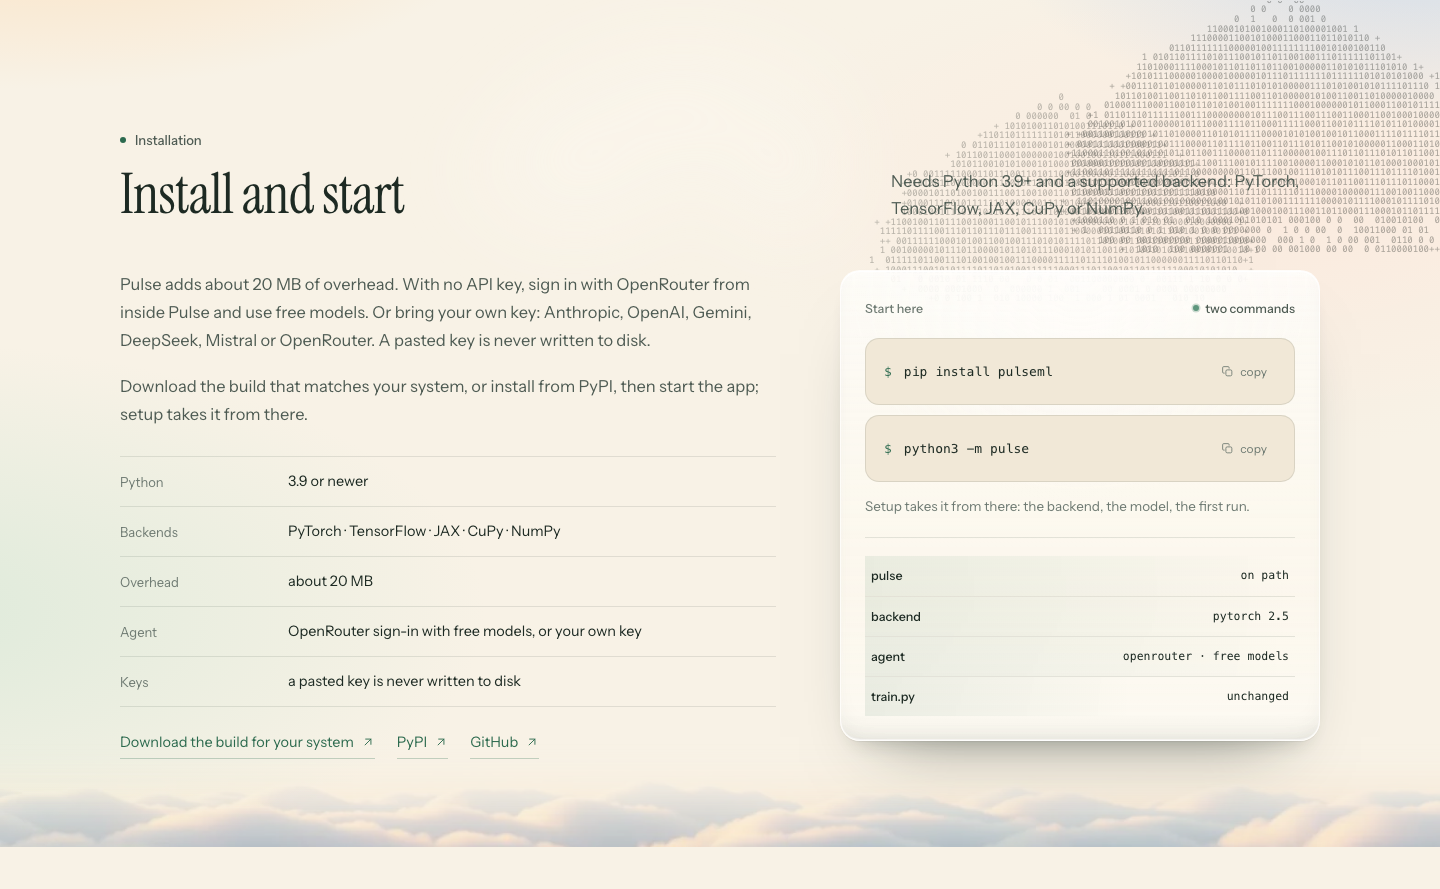 Installation
Install and start
Needs Python 3.9+ and a supported backend: PyTorch,
TensorFlow, JAX, CuPy or NumPy.
Pulse adds about 20 MB of overhead. With no API key, sign in with OpenRouter from
inside Pulse and use free models. Or bring your own key: Anthropic, OpenAI, Gemini,
DeepSeek, Mistral or OpenRouter. A pasted key is never written to disk.
Download the build that matches your system, or install from PyPI, then start the app;
setup takes it from there.
Python 3.9 or newer
Backends PyTorch · TensorFlow · JAX · CuPy · NumPy
Overhead about 20 MB
Agent OpenRouter sign-in with free models, or your own key
Keys a pasted key is never written to disk
Download the build for your system ↗ PyPI ↗ GitHub ↗
Start here two commands
$ pip install pulseml copy
$ python3 —m pulse copy
Setup takes it from there: the backend, the model, the first run.
pulse on path
backend pytorch 2.5
agent openrouter · free models
train.py unchanged